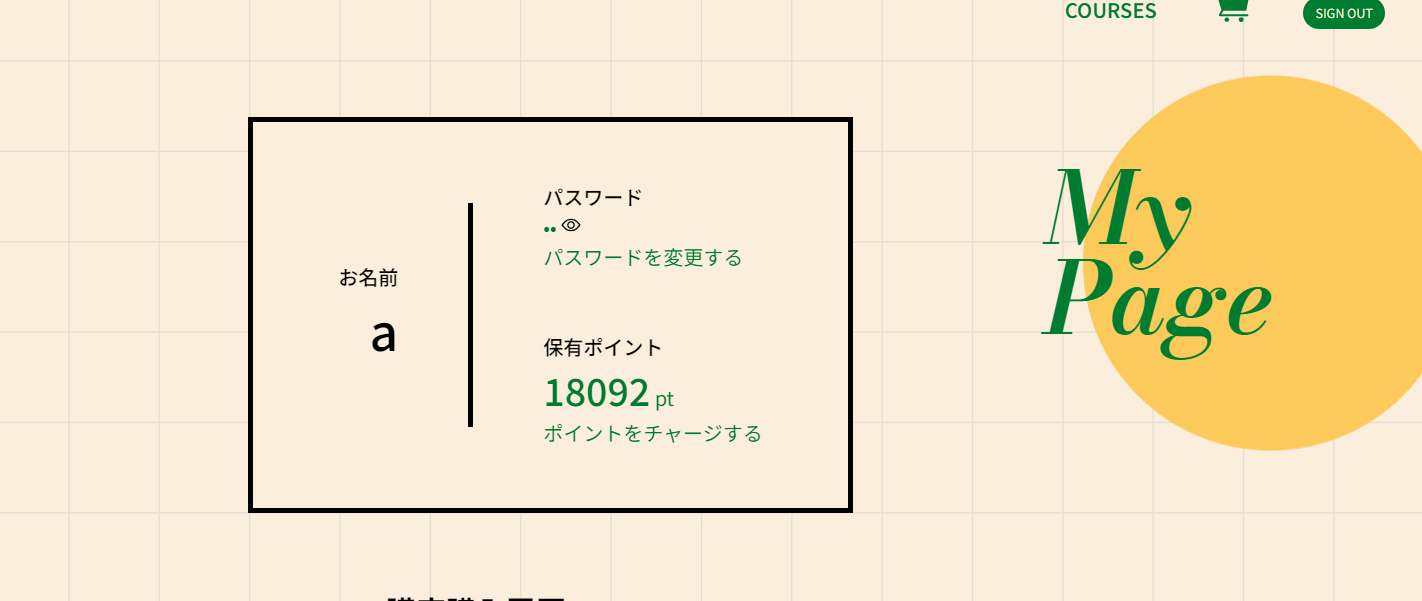 COURSES
SIGN OUT
My
Page
お名前
a
パスワード
••
パスワードを変更する
保有ポイント
18092 pt
ポイントをチャージする